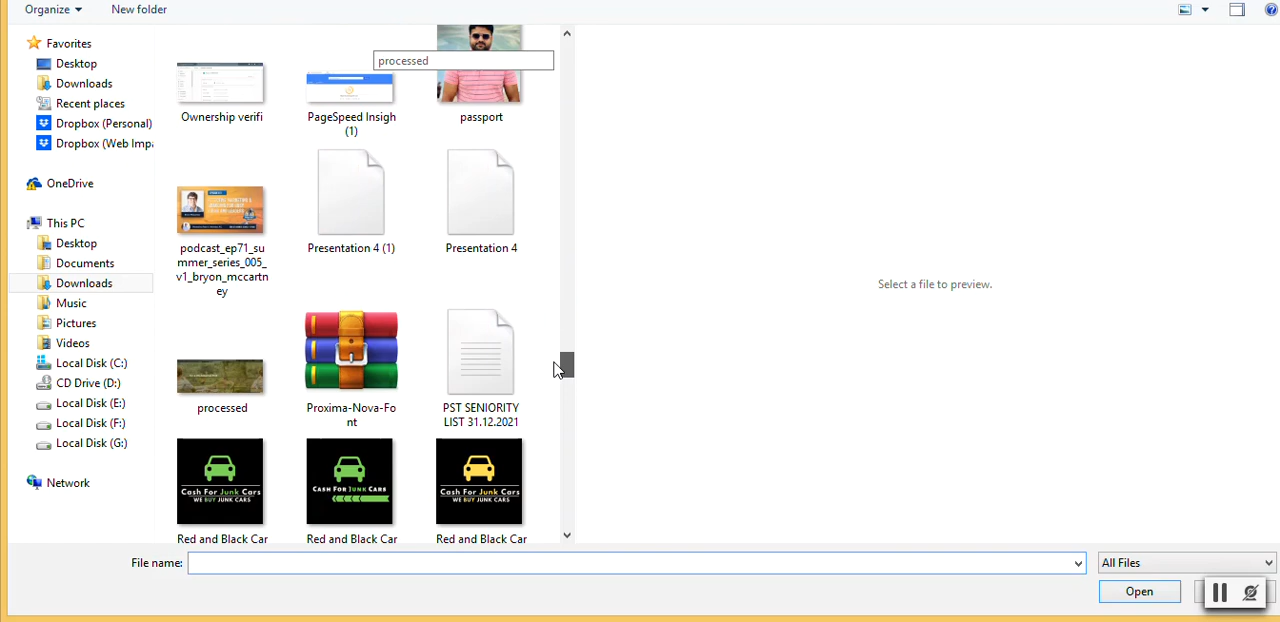 Organize
New folder
Favorites
Desktop
Downloads
Recent places
Dropbox (Personal)
Dropbox (Web Impa
OneDrive
This PC
Desktop
Documents
Downloads
Music
Pictures
Videos
Local Disk (C:)
CD Drive (D:)
Local Disk (E:)
Local Disk (F:)
Local Disk (G:)
Network
processed
Ownership verifi
PageSpeed Insigh
(1)
passport
podcast_ep71_su
mmer_series_005_
v1_bryon_mccartn
ey
Presentation 4 (1)
Presentation 4
processed
Proxima-Nova-Fo
nt
PST SENIORITY
LIST 31.12.2021
Cash For Junk Cars
WE BUY JUNK CARS
Cash For Junk Cars
Cash For Junk Cars
WE BUY JUNK CARS
Red and Black Car
Red and Black Car
Red and Black Car
Select a file to preview.
File name:
All Files
Open